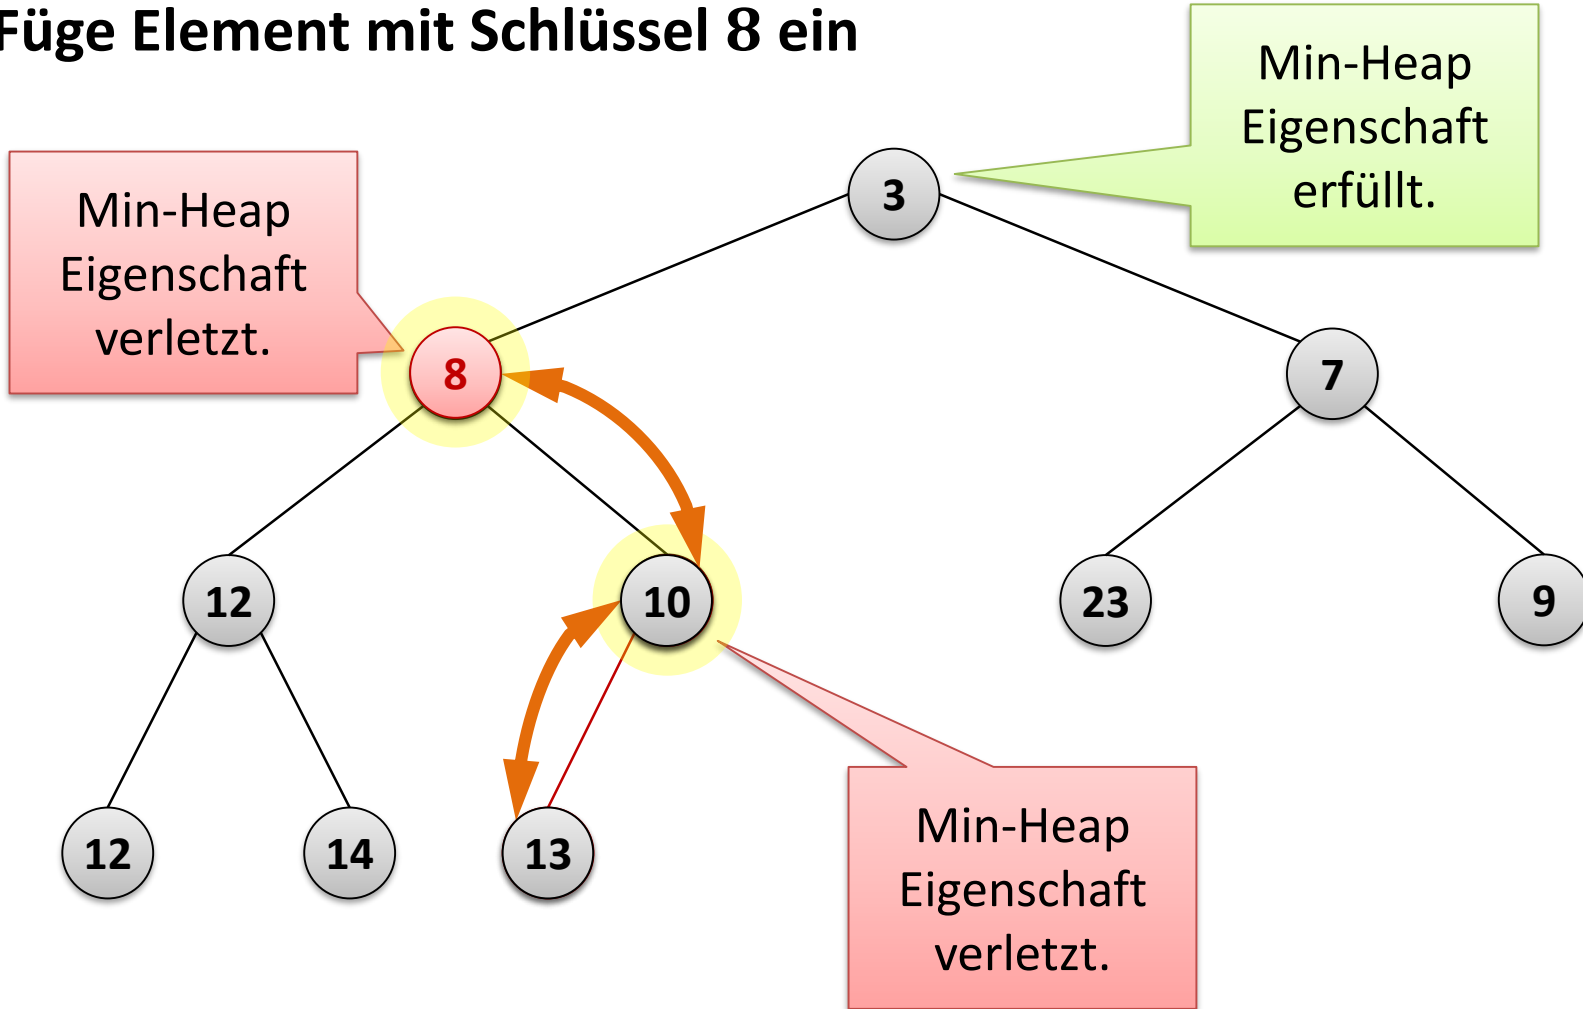 Füge Element mit Schlüssel 8 ein
Min-Heap
Eigenschaft
erfüllt.
Min-Heap
Eigenschaft
verletzt.
3
8
7
12
10
23
9
12
14
13
Min-Heap
Eigenschaft
verletzt.